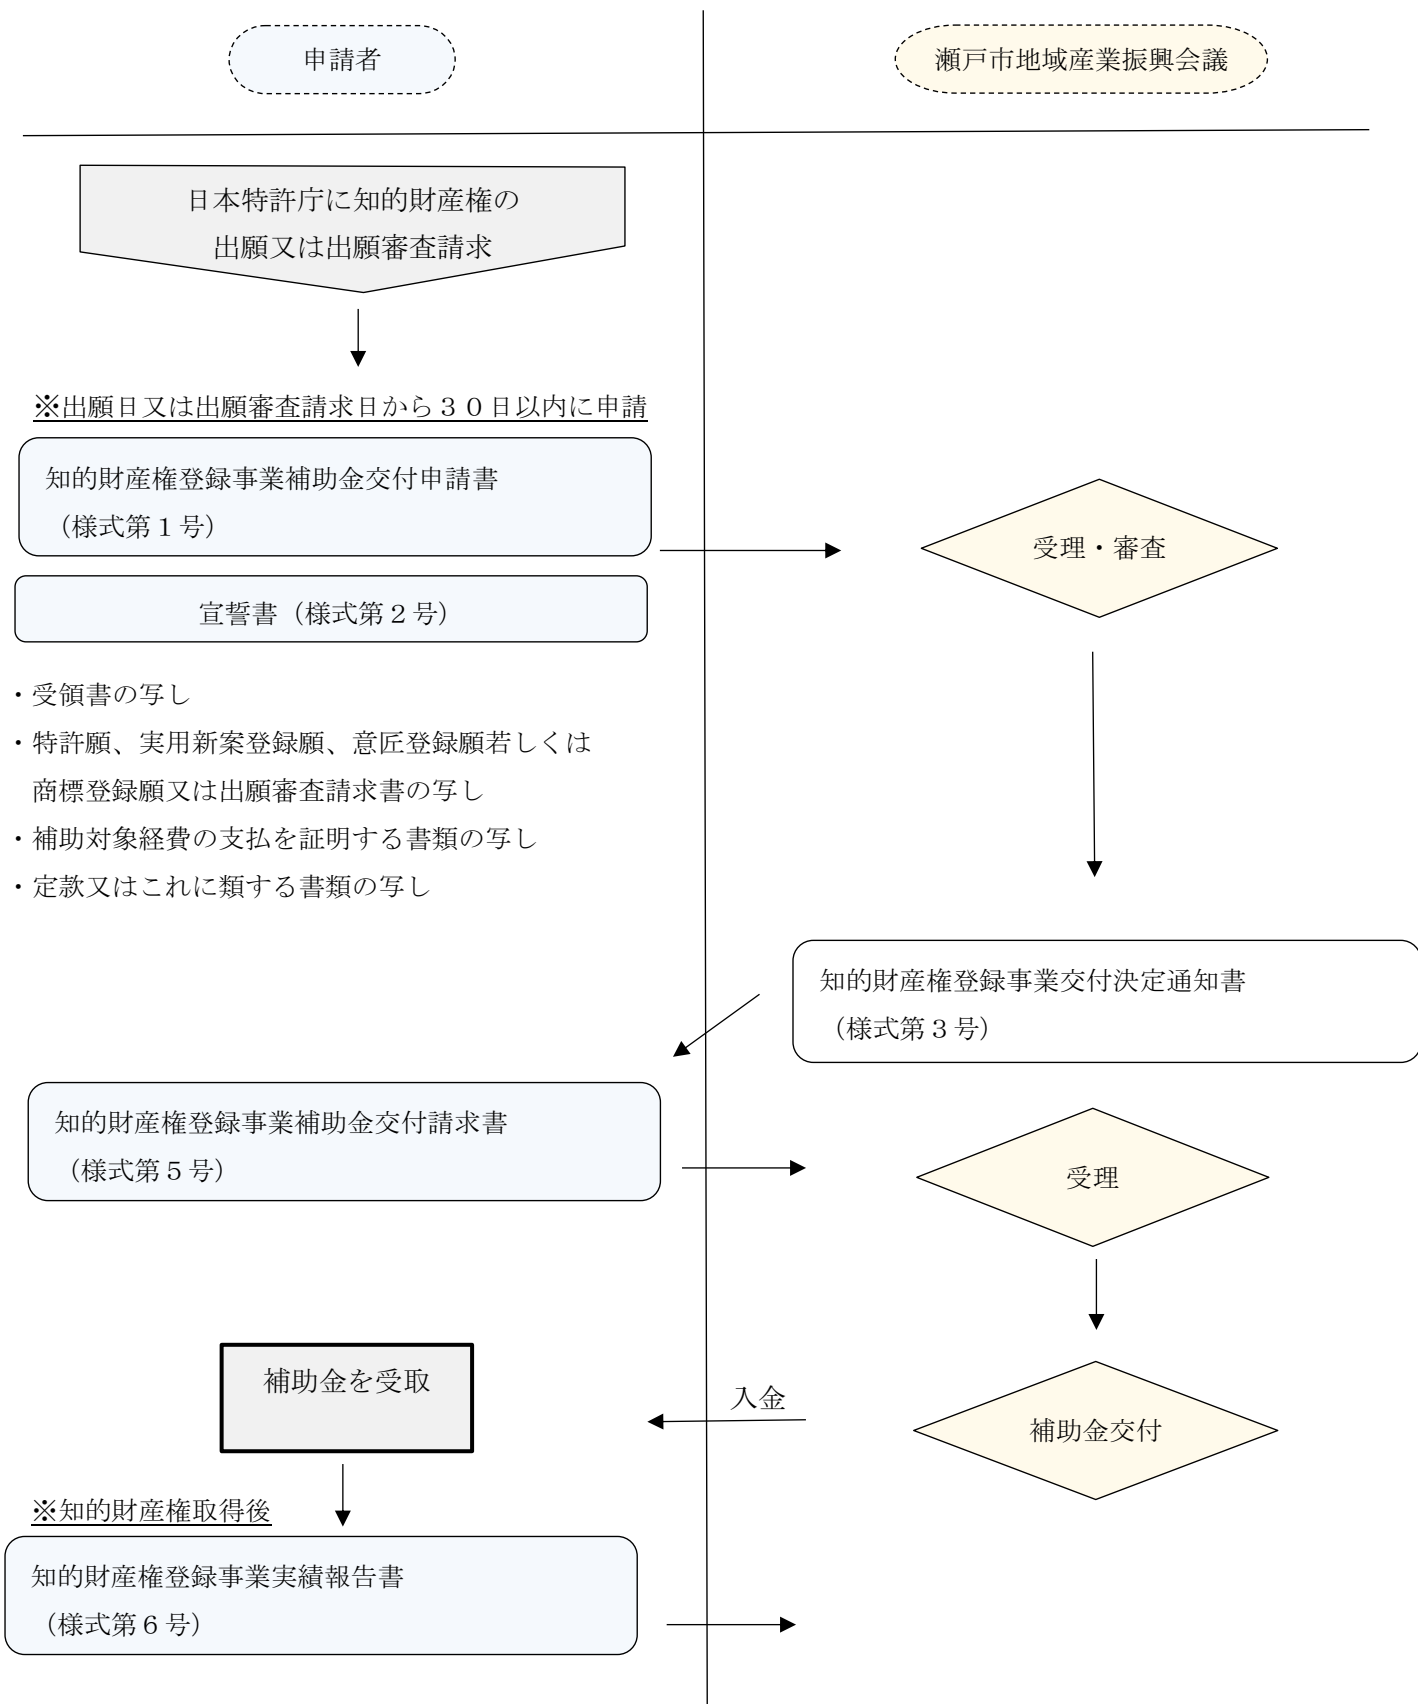 申請者
瀬戸市地域産業振興会議
日本特許庁に知的財産権の
出願又は出願審査請求
※出願日又は出願審査請求日から３０日以内に申請
知的財産権登録事業補助金交付申請書
（様式第１号）
受理・審査
宣誓書（様式第２号）
・受領書の写し
・特許願、実用新案登録願、意匠登録願若しくは
商標登録願又は出願審査請求書の写し
・補助対象経費の支払を証明する書類の写し
・定款又はこれに類する書類の写し
知的財産権登録事業交付決定通知書
（様式第３号）
知的財産権登録事業補助金交付請求書
（様式第５号）
受理
補助金を受取
入金
補助金交付
※知的財産権取得後
知的財産権登録事業実績報告書
（様式第６号）